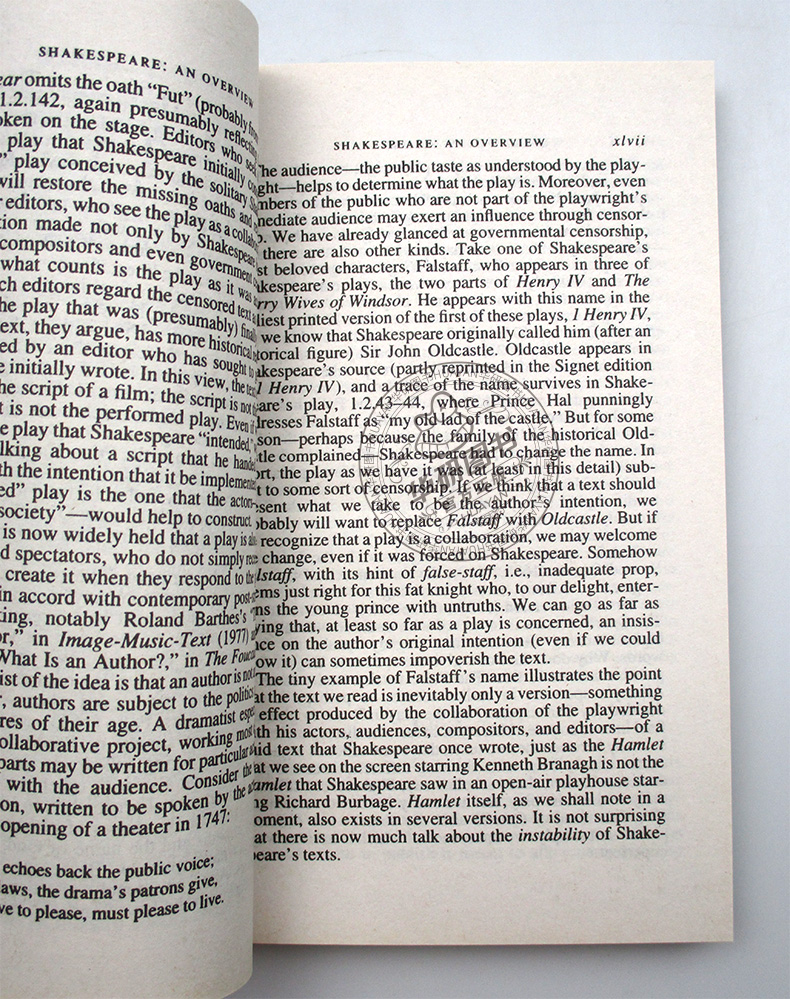 SHAKESPEARE: AN OVERVIEW
ear omits the oath "Fut" (probably
1.2.142, again presumably reflecting
oken on the stage. Editors who
play that Shakespeare initially
" play conceived by the solitary
will restore the missing oaths and
editors, who see the play as a
tion made not only by Shakespeare
compositors and even government
what counts is the play as it was
ch editors regard the censored text
he play that was (presumably)
ext, they argue, has more historical
ed by an editor who has sought to
e initially wrote. In this view, the
he script of a film; the script is not
t is not the performed play. Even
e play that Shakespeare "intended,"
lking about a script that he
th the intention that it be
ed" play is the one that the
society"—would help to construct
is now widely held that a play is
d spectators, who do not simply
create it when they respond to
in accord with contemporary
king, notably Roland Barthes's
or," in Image-Music-Text (1977)
What Is an Author?," in The
ist of the idea is that an author is
, authors are subject to the
res of their age. A dramatist
ollaborative project, working
parts may be written for particular
with the audience. Consider
on, written to be spoken by the
opening of a theater in 1747:
echoes back the public voice;
aws, the drama's patrons give,
ve to please, must please to live.
SHAKESPEARE: AN OVERVIEW xlvii
he audience—the public taste as understood by the play-
ght—helps to determine what the play is. Moreover, even
mbers of the public who are not part of the playwright's
mediate audience may exert an influence through censor-
p. We have already glanced at governmental censorship,
there are also other kinds. Take one of Shakespeare's
st beloved characters, Falstaff, who appears in three of
akespeare's plays, the two parts of Henry IV and The
rry Wives of Windsor. He appears with this name in the
liest printed version of the first of these plays, 1 Henry IV,
we know that Shakespeare originally called him (after an
torical figure) Sir John Oldcastle. Oldcastle appears in
akespeare's source (partly reprinted in the Signet edition
1 Henry IV), and a trace of the name survives in Shake-
eare's play, 1.2.43–44, where Prince Hal punningly
dresses Falstaff as "my old lad of the castle." But for some
son—perhaps because the family of the historical Old-
tle complained—Shakespeare had to change the name. In
rt, the play as we have it was (at least in this detail) sub-
t to some sort of censorship. If we think that a text should
esent what we take to be the author's intention, we
obably will want to replace Falstaff with Oldcastle. But if
recognize that a play is a collaboration, we may welcome
change, even if it was forced on Shakespeare. Somehow
lstaff, with its hint of false-staff, i.e., inadequate prop,
ems just right for this fat knight who, to our delight, enter-
ns the young prince with untruths. We can go as far as
ying that, at least so far as a play is concerned, an insis-
nce on the author's original intention (even if we could
ow it) can sometimes impoverish the text.
The tiny example of Falstaff's name illustrates the point
at the text we read is inevitably only a version—something
effect produced by the collaboration of the playwright
th his actors, audiences, compositors, and editors—of a
uid text that Shakespeare once wrote, just as the Hamlet
at we see on the screen starring Kenneth Branagh is not the
amlet that Shakespeare saw in an open-air playhouse star-
ng Richard Burbage. Hamlet itself, as we shall note in a
oment, also exists in several versions. It is not surprising
at there is now much talk about the instability of Shake-
peare's texts.